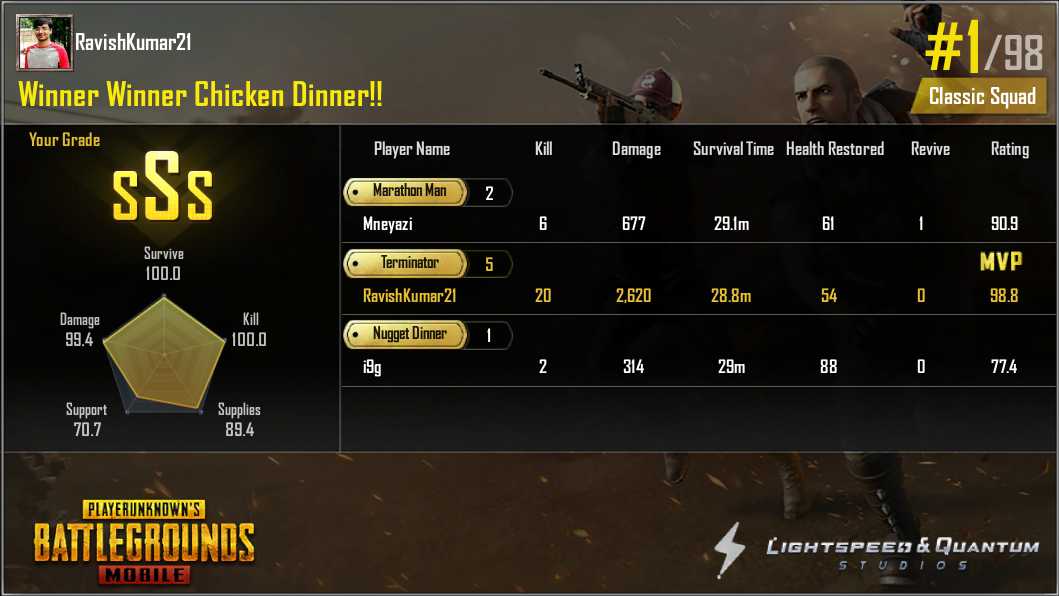 RavishKumar21
Winner Winner Chicken Dinner!!
#1/98
Classic Squad
Your Grade
SSS
Survive
100.0
Damage
99.4
Kill
100.0
Support
70.7
Supplies
89.4
Player Name Kill Damage Survival Time Health Restored Revive Rating
Marathon Man 2
Mneyazi 6 677 29.1m 61 1 90.9
Terminator 5 MVP
RavishKumar21 20 2,620 28.8m 54 0 98.8
Nugget Dinner 1
i9g 2 314 29m 88 0 77.4
PLAYERUNKNOWN'S
BATTLEGROUNDS
MOBILE
LIGHTSPEED & QUANTUM
STUDIOS